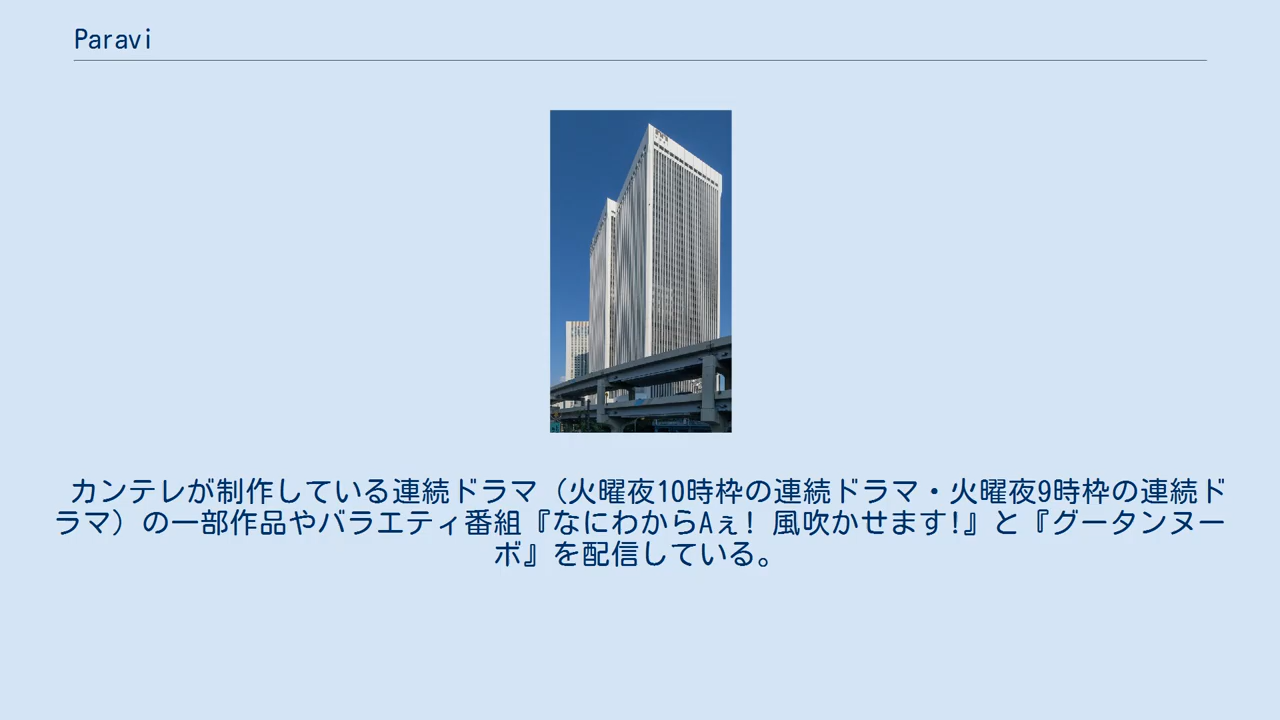 Paravi
カンテレが制作している連続ドラマ（火曜夜10時枠の連続ドラマ・火曜夜9時枠の連続ド
ラマ）の一部作品やバラエティ番組『なにわからAぇ! 風吹かせます!』と『グータンヌー
ボ』を配信している。